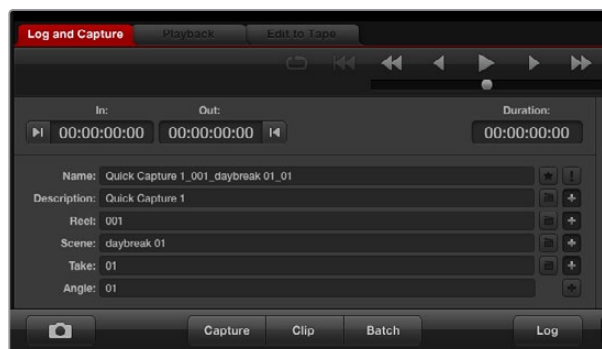 Log and Capture Playback Edit to Tape
In: Out: Duration:
00:00:00:00 00:00:00:00 00:00:00:00
Name: Quick Capture 1_001_daybreak 01_01
Description: Quick Capture 1
Reel: 001
Scene: daybreak 01
Take: 01
Angle: 01
Capture Clip Batch Log